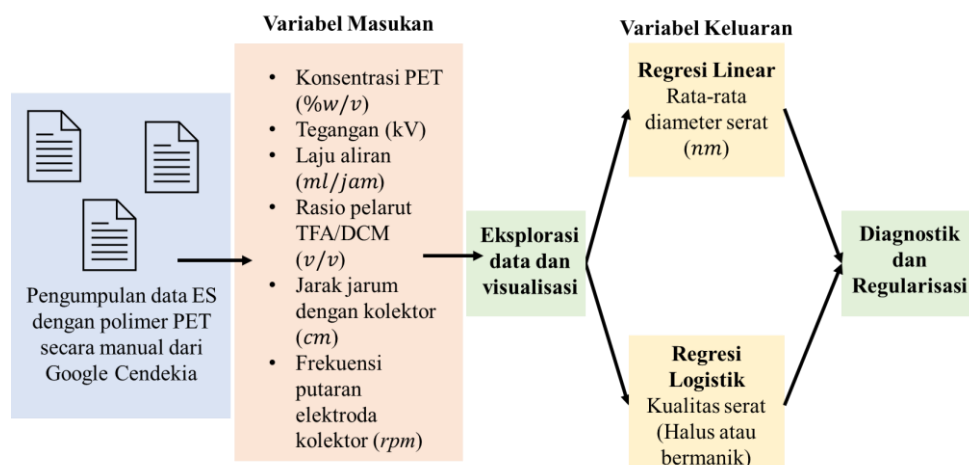 Pengumpulan data ES
dengan polimer PET
secara manual dari
Google Cendekia
Variabel Masukan
• Konsentrasi PET
(%w/v)
• Tegangan (kV)
• Laju aliran
(ml/jam)
• Rasio pelarut
TFA/DCM
(v/v)
• Jarak jarum
dengan kolektor
(cm)
• Frekuensi
putaran
elektroda
kolektor (rpm)
Eksplorasi
data dan
visualisasi
Variabel Keluaran
Regresi Linear
Rata-rata
diameter serat
(nm)
Regresi
Logistik
Kualitas serat
(Halus atau
bermanik)
Diagnostik
dan
Regularisasi